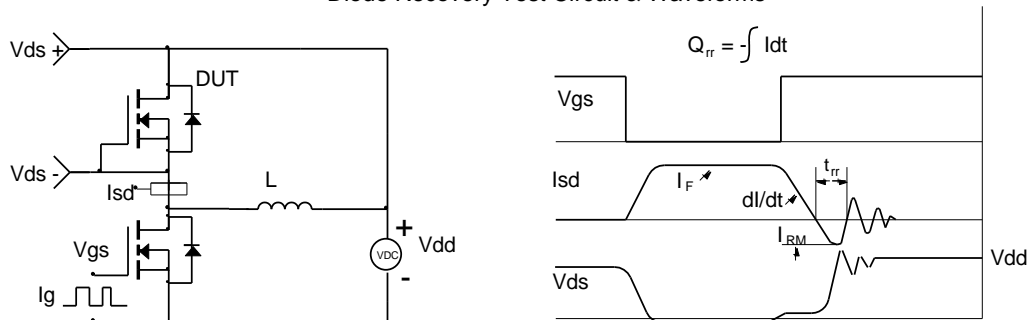 Diode Recovery Test Circuit & Waveforms
Vds +
DUT
Vds -
Isd
L
Vgs
Ig
VDC
+
-
Vdd
Qrr = -∫ Idt
Vgs
Isd
IF
dI/dt
trr
IRM
Vds
Vdd